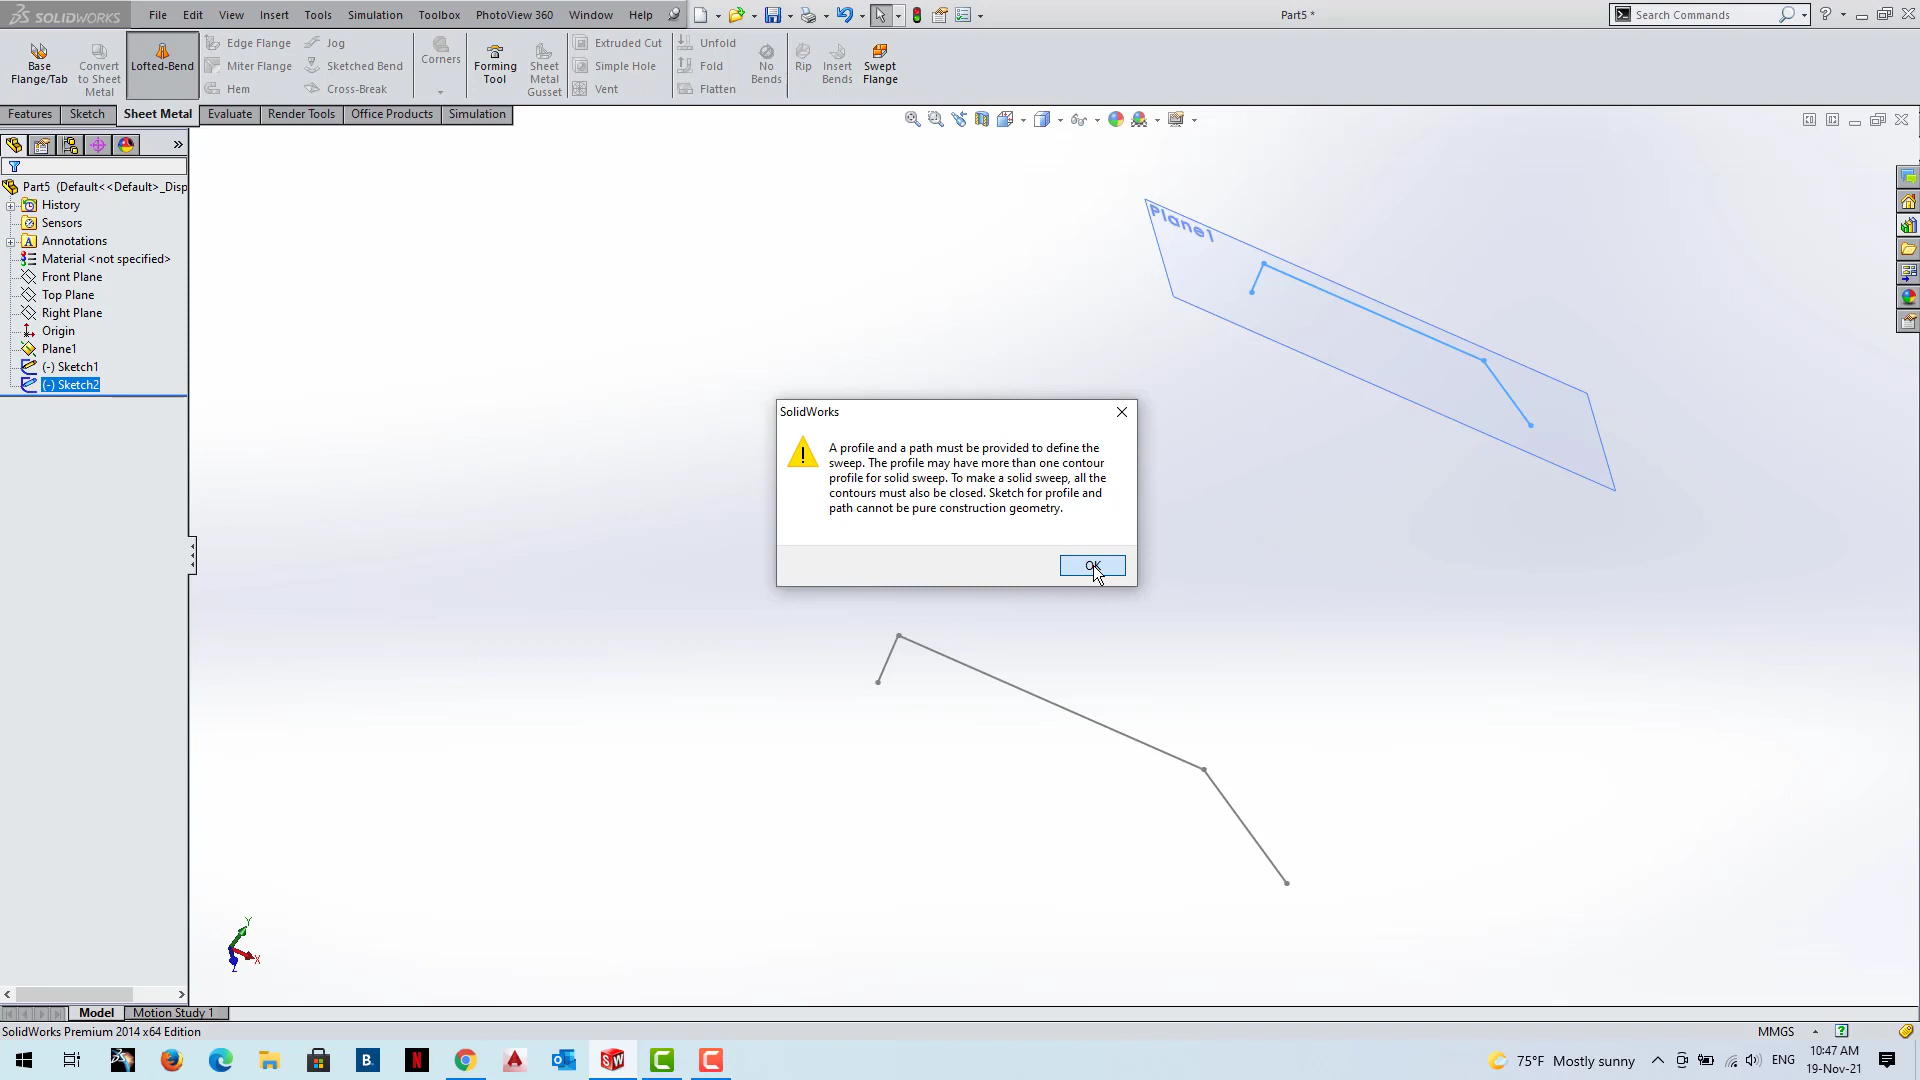 SOLIDWORKS
File
Edit
View
Insert
Tools
Simulation
Toolbox
PhotoView 360
Window
Help
Part5 *
Search Commands
Base
Flange/Tab
Convert
to Sheet
Metal
Lofted-Bend
Edge Flange
Miter Flange
Hem
Jog
Sketched Bend
Cross-Break
Corners
Forming
Tool
Sheet
Metal
Gusset
Extruded Cut
Simple Hole
Vent
Unfold
Fold
Flatten
No
Bends
Rip
Insert
Bends
Swept
Flange
Features
Sketch
Sheet Metal
Evaluate
Render Tools
Office Products
Simulation
Part5 (Default<<Default>_Disp
History
Sensors
Annotations
Material <not specified>
Front Plane
Top Plane
Right Plane
Origin
Plane1
(-) Sketch1
(-) Sketch2
Plane1
SolidWorks
A profile and a path must be provided to define the
sweep. The profile may have more than one contour
profile for solid sweep. To make a solid sweep, all the
contours must also be closed. Sketch for profile and
path cannot be pure construction geometry.
OK
Y
X
Z
Model
Motion Study 1
SolidWorks Premium 2014 x64 Edition
MMGS
75°F Mostly sunny
ENG
10:47 AM
19-Nov-21